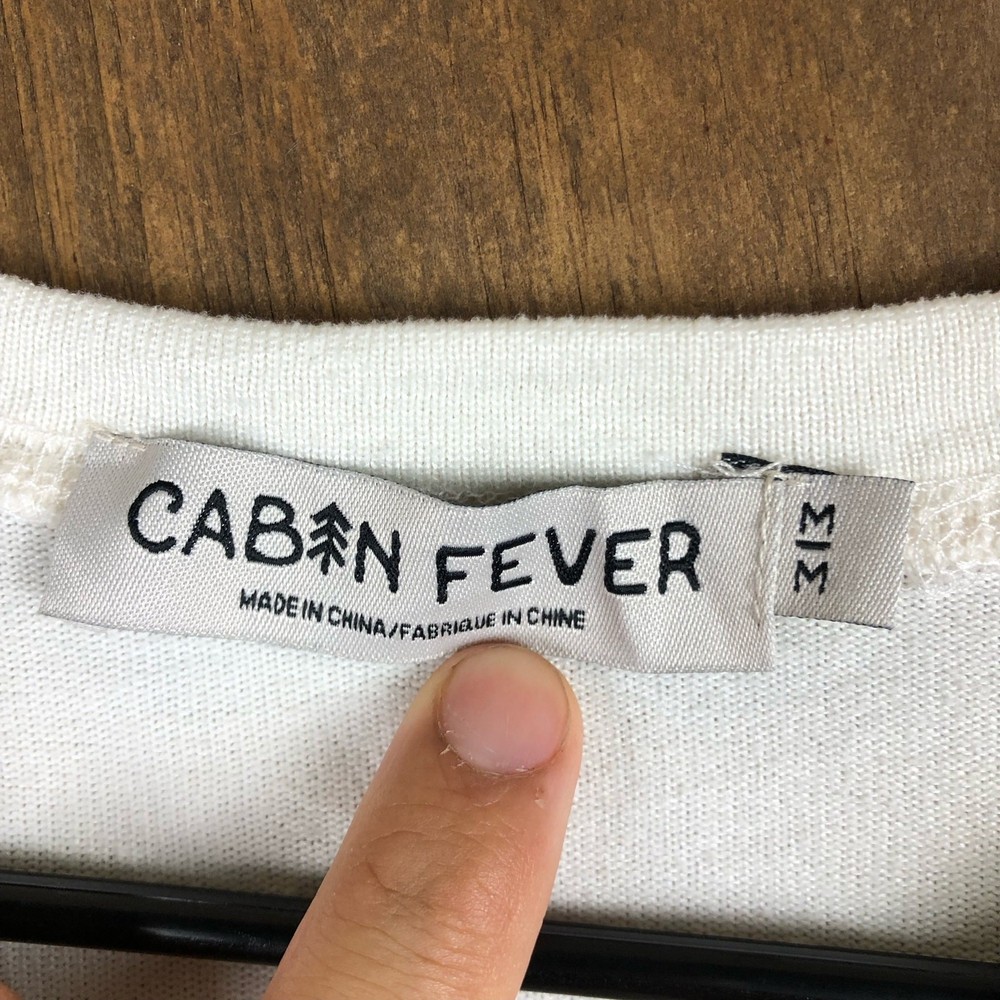 CABIN FEVER
MADE IN CHINA/FABRIQUE IN CHINE
M/M